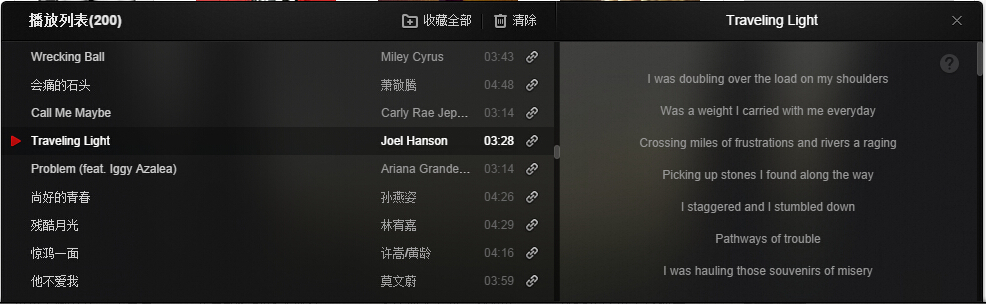 播放列表(200) 收藏全部 清除
Wrecking Ball Miley Cyrus 03:43
会痛的石头 萧敬腾 04:48
Call Me Maybe Carly Rae Jep... 03:14
Traveling Light Joel Hanson 03:28
Problem (feat. Iggy Azalea) Ariana Grande... 03:14
尚好的青春 孙燕姿 04:26
残酷月光 林宥嘉 04:29
惊鸿一面 许嵩/黄龄 04:16
他不爱我 莫文蔚 03:59
Traveling Light
I was doubling over the load on my shoulders
Was a weight I carried with me everyday
Crossing miles of frustrations and rivers a raging
Picking up stones I found along the way
I staggered and I stumbled down
Pathways of trouble
I was hauling those souvenirs of misery